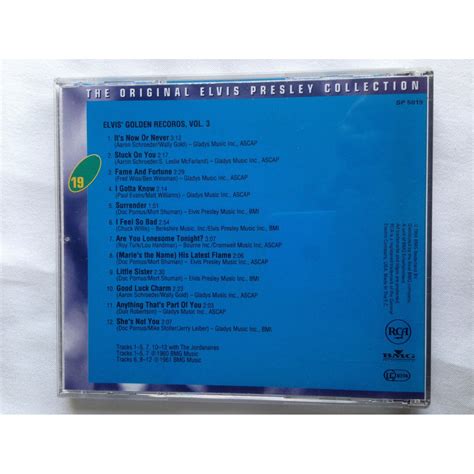 THE ORIGINAL ELVIS PRESLEY COLLECTION
SP 5019
ELVIS' GOLDEN RECORDS, VOL. 3
19
1. It's Now Or Never 3:12
(Aaron Schroeder/Wally Gold) – Gladys Music Inc., ASCAP
2. Stuck On You 2:17
(Aaron Schroeder/S. Leslie McFarland) – Gladys Music Inc., ASCAP
3. Fame And Fortune 2:29
(Fred Wise/Ben Weisman) – Gladys Music Inc., ASCAP
4. I Gotta Know 2:14
(Paul Evans/Matt Williams) – Gladys Music Inc., ASCAP
5. Surrender 1:51
(Doc Pomus/Mort Shuman) – Elvis Presley Music Inc., BMI
6. I Feel So Bad 2:54
(Chuck Willis) – Berkshire Music Inc./Elvis Presley Music Inc., BMI
7. Are You Lonesome Tonight? 3:07
(Roy Turk/Lou Handman) – Bourne Inc./Cromwell Music Inc., ASCAP
8. (Marie's the Name) His Latest Flame 2:06
(Doc Pomus/Mort Shuman) – Elvis Presley Music Inc., BMI
9. Little Sister 2:30
(Doc Pomus/Mort Shuman) – Elvis Presley Music Inc., BMI
10. Good Luck Charm 2:23
(Aaron Schroeder/Wally Gold) – Gladys Music Inc., ASCAP
11. Anything That's Part Of You 2:07
(Don Robertson) – Gladys Music Inc., ASCAP
12. She's Not You 2:07
(Doc Pomus/Mike Stoller/Jerry Leiber) – Gladys Music Inc., BMI
Tracks 1–5, 7, 10–12 with The Jordanaires
Tracks 1–5, 7 ℗ 1960 BMG Music
Tracks 6, 8–12 ℗ 1961 BMG Music
RCA
BMG
LC